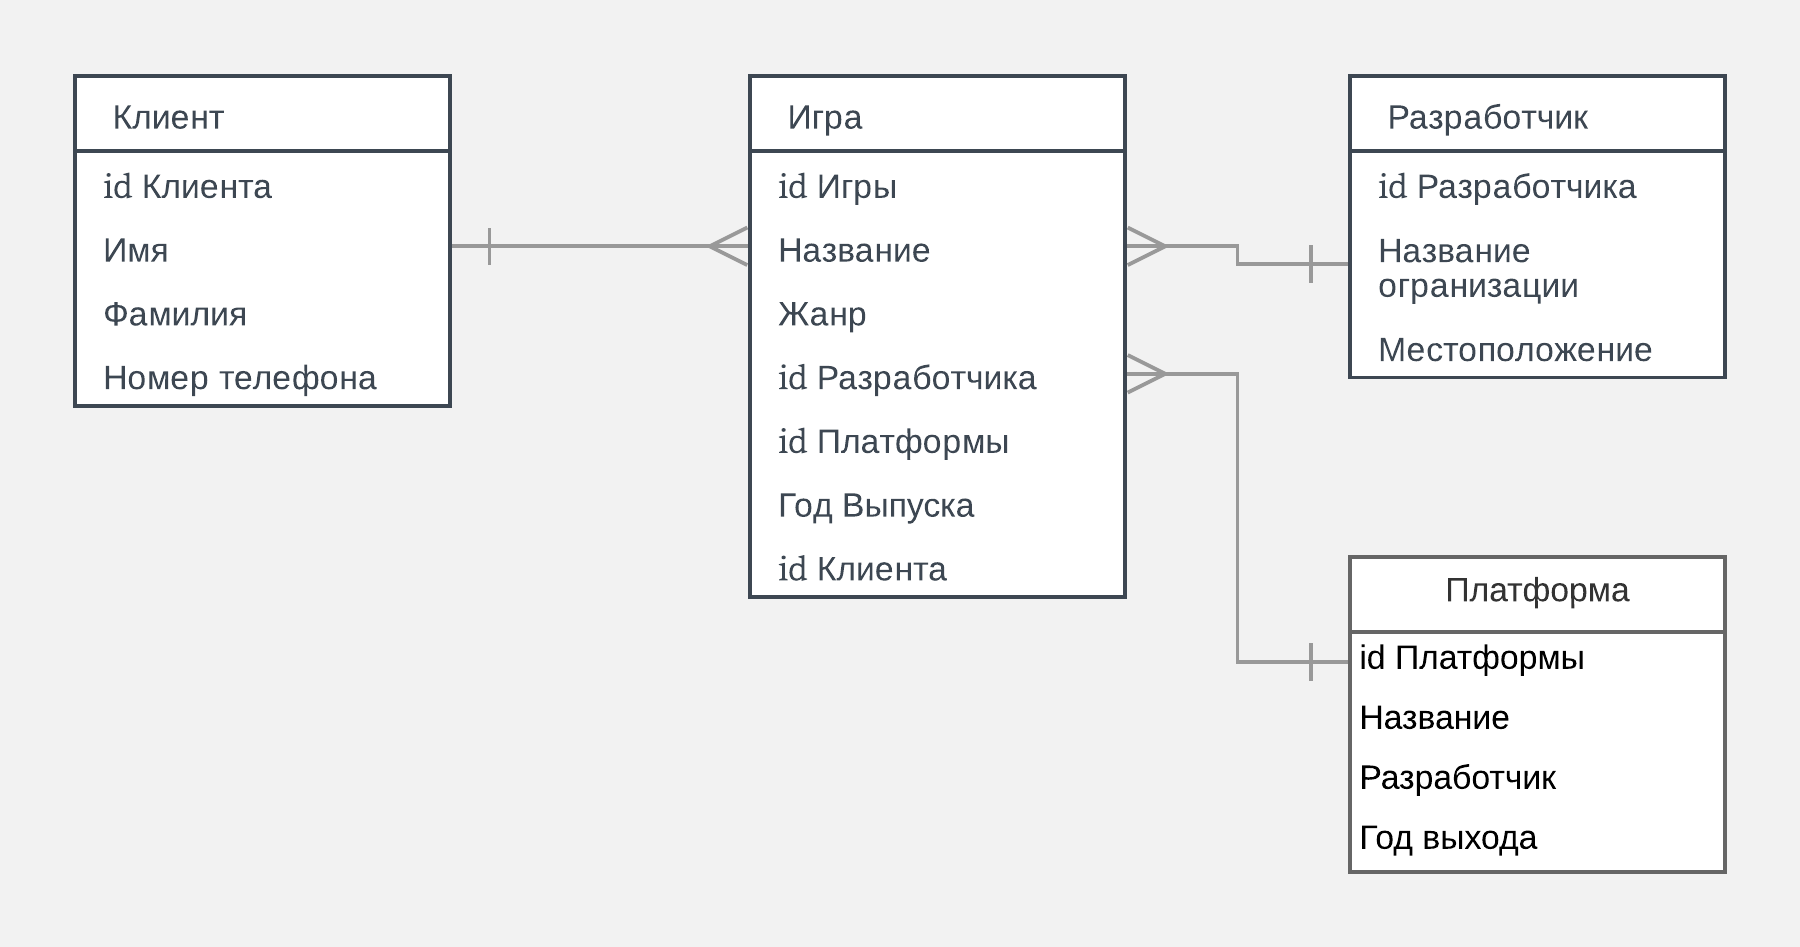 Клиент
id Клиента
Имя
Фамилия
Номер телефона
Игра
id Игры
Название
Жанр
id Разработчика
id Платформы
Год Выпуска
id Клиента
Разработчик
id Разработчика
Название
огранизации
Местоположение
Платформа
id Платформы
Название
Разработчик
Год выхода